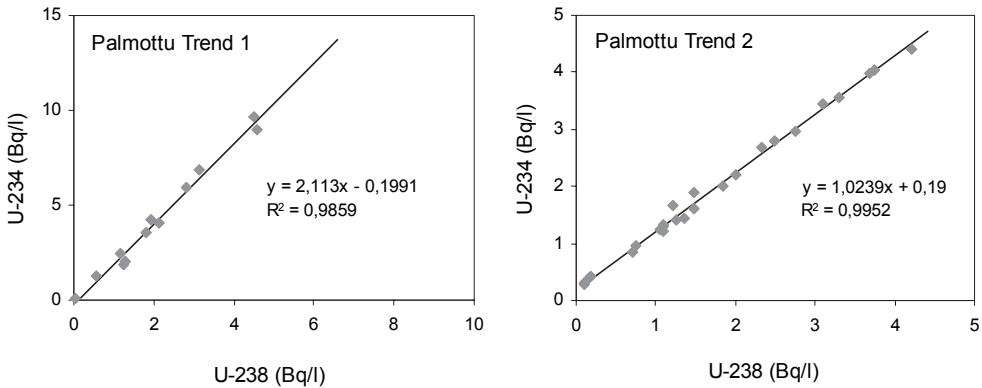 Palmottu Trend 1
U-234 (Bq/l)
15
10
5
0
y = 2,113x - 0,1991
R² = 0,9859
0 2 4 6 8 10
U-238 (Bq/l)
Palmottu Trend 2
U-234 (Bq/l)
5
4
3
2
1
0
y = 1,0239x + 0,19
R² = 0,9952
0 1 2 3 4 5
U-238 (Bq/l)